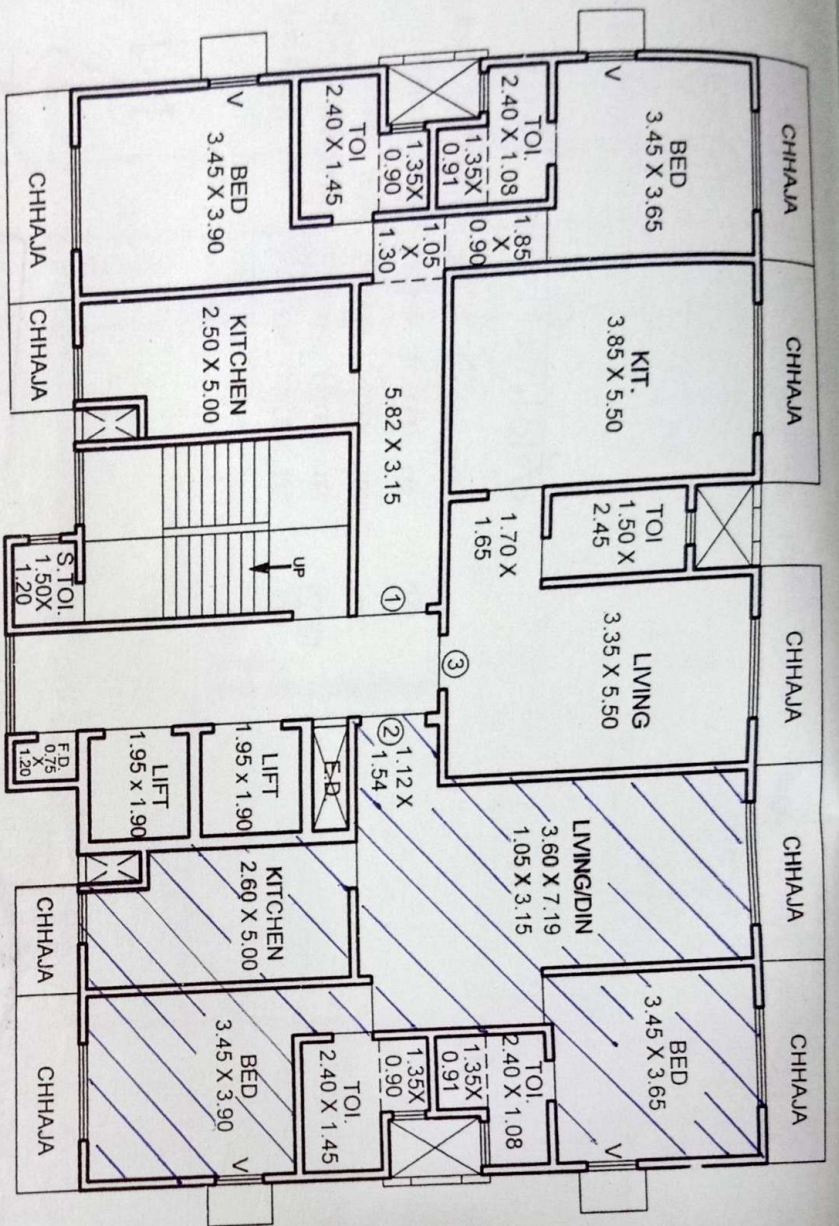 CHHAJA
CHHAJA
CHHAJA
CHHAJA
CHHAJA
BED
3.45 X 3.65
V
KIT.
3.85 X 5.50
LIVING
3.35 X 5.50
LIVING/DIN
3.60 X 7.19
1.05 X 3.15
BED
3.45 X 3.65
V
TOI.
2.40 X 1.08
1.35X
0.91
1.85
X
0.90
TOI
1.50 X
2.45
1.70 X
1.65
TOI.
2.40 X 1.08
1.35X
0.91
TOI
2.40 X 1.45
1.35X
0.90
1.05
X
1.30
5.82 X 3.15
1
3
2
1.12 X
1.54
TOI.
2.40 X 1.45
1.35X
0.90
BED
3.45 X 3.90
V
KITCHEN
2.50 X 5.00
UP
E.D.
LIFT
1.95 x 1.90
LIFT
1.95 x 1.90
KITCHEN
2.60 X 5.00
BED
3.45 X 3.90
V
S.TOI.
1.50X
1.20
F.D.
0.75
X
1.20
CHHAJA
CHHAJA
CHHAJA
CHHAJA